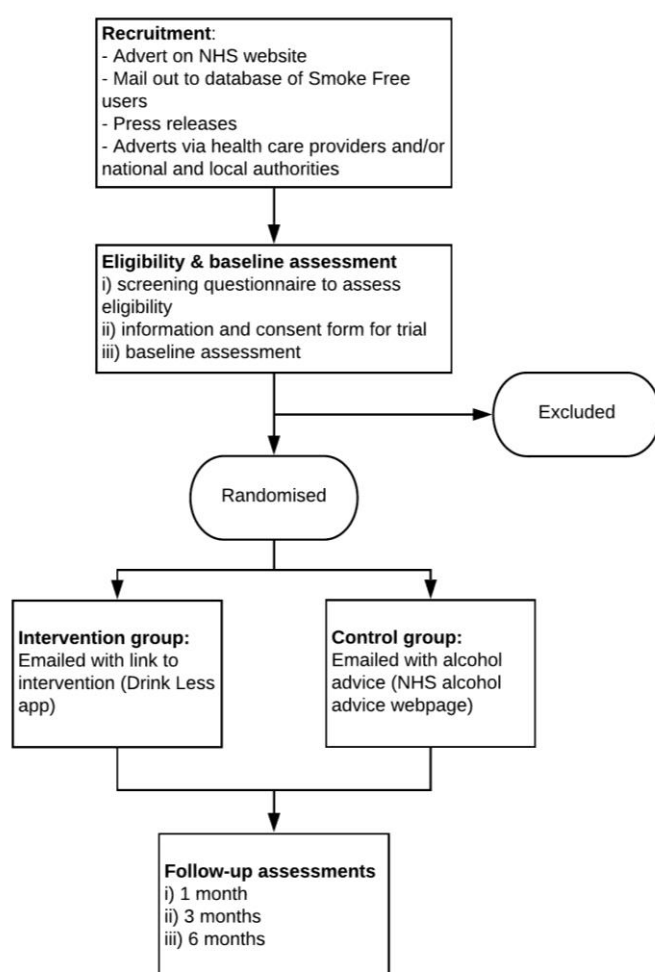 Recruitment:
- Advert on NHS website
- Mail out to database of Smoke Free
users
- Press releases
- Adverts via health care providers and/or
national and local authorities
Eligibility & baseline assessment
i) screening questionnaire to assess
eligibility
ii) information and consent form for trial
iii) baseline assessment
Excluded
Randomised
Intervention group:
Emailed with link to
intervention (Drink Less
app)
Control group:
Emailed with alcohol
advice (NHS alcohol
advice webpage)
Follow-up assessments
i) 1 month
ii) 3 months
iii) 6 months